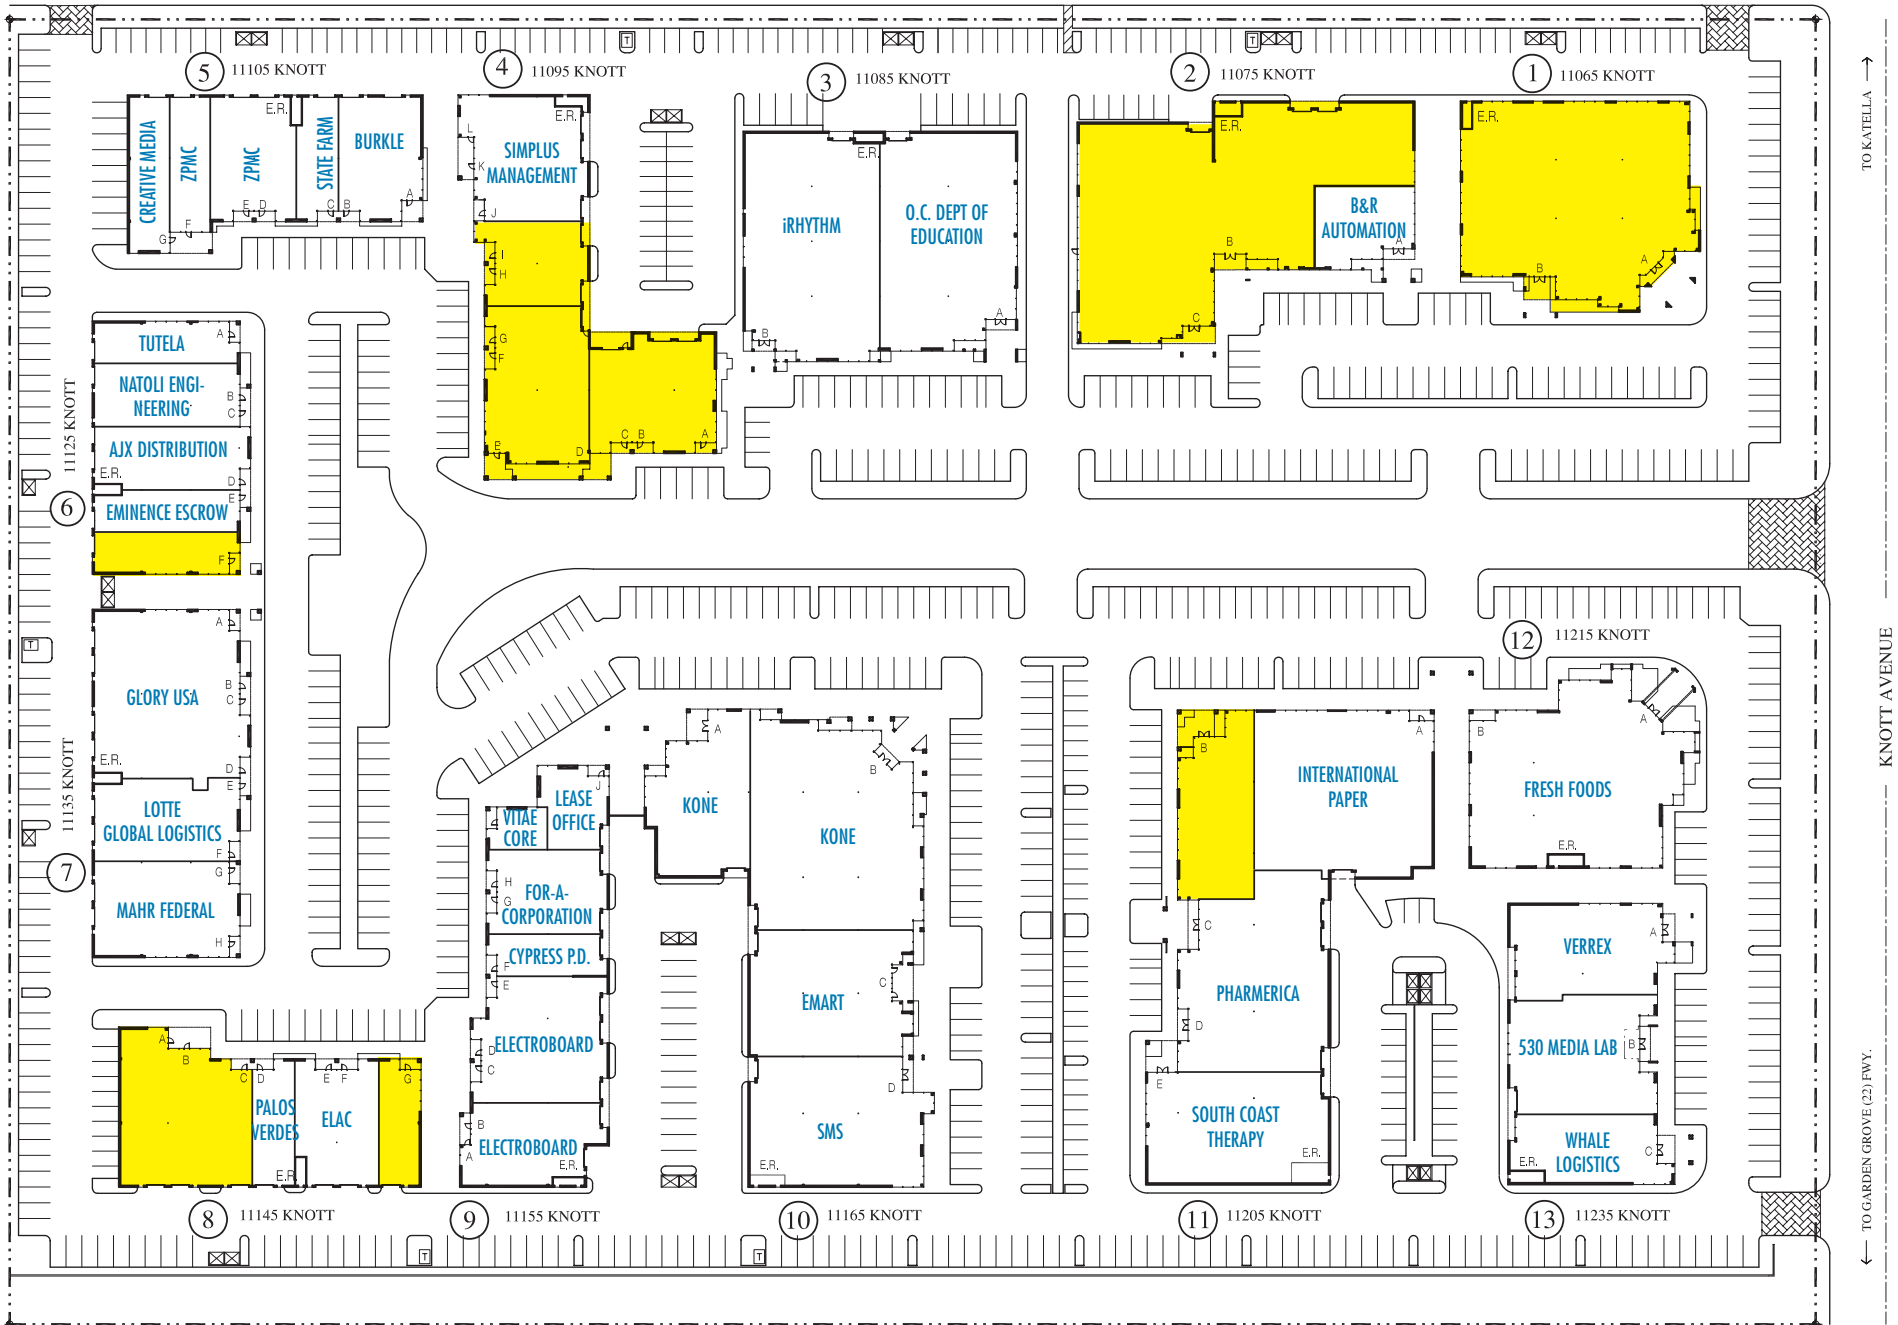 5 11105 KNOTT
4 11095 KNOTT
3 11085 KNOTT
2 11075 KNOTT
1 11065 KNOTT
TO KATELLA
CREATIVE MEDIA
ZPMC
ZPMC
STATE FARM
BURKLE
E.R.
G
F
E D
C B
A
SIMPLUS
MANAGEMENT
E.R.
L
K
J
I
H
G
F
E
D
C B
A
iRHYTHM
E.R.
O.C. DEPT OF
EDUCATION
B
A
E.R.
B&R
AUTOMATION
A
B
C
E.R.
B
A
T
T
11125 KNOTT
6
TUTELA
A
NATOLI ENGI-
NEERING
B
C
AJX DISTRIBUTION
E.R.
D
E
EMINENCE ESCROW
F
T
11135 KNOTT
7
A
GLORY USA
B
C
E.R.
D
E
LOTTE
GLOBAL LOGISTICS
F
G
MAHR FEDERAL
H
A
B
C D
E F
G
PALOS
VERDES
ELAC
E.R.
8 11145 KNOTT
LEASE
OFFICE
J
VITAE
CORE
H
G
FOR-A-
CORPORATION
CYPRESS P.D.
F
E
ELECTROBOARD
D
C
B
A
ELECTROBOARD
E.R.
9 11155 KNOTT
T
KONE
A
KONE
B
EMART
C
D
SMS
E.R.
10 11165 KNOTT
T
B
A
INTERNATIONAL
PAPER
C
PHARMERICA
D
E
SOUTH COAST
THERAPY
E.R.
11 11205 KNOTT
12 11215 KNOTT
B
A
FRESH FOODS
E.R.
VERREX
A
530 MEDIA LAB
B
WHALE
LOGISTICS
C
E.R.
13 11235 KNOTT
KNOTT AVENUE
TO GARDEN GROVE (22) FWY.